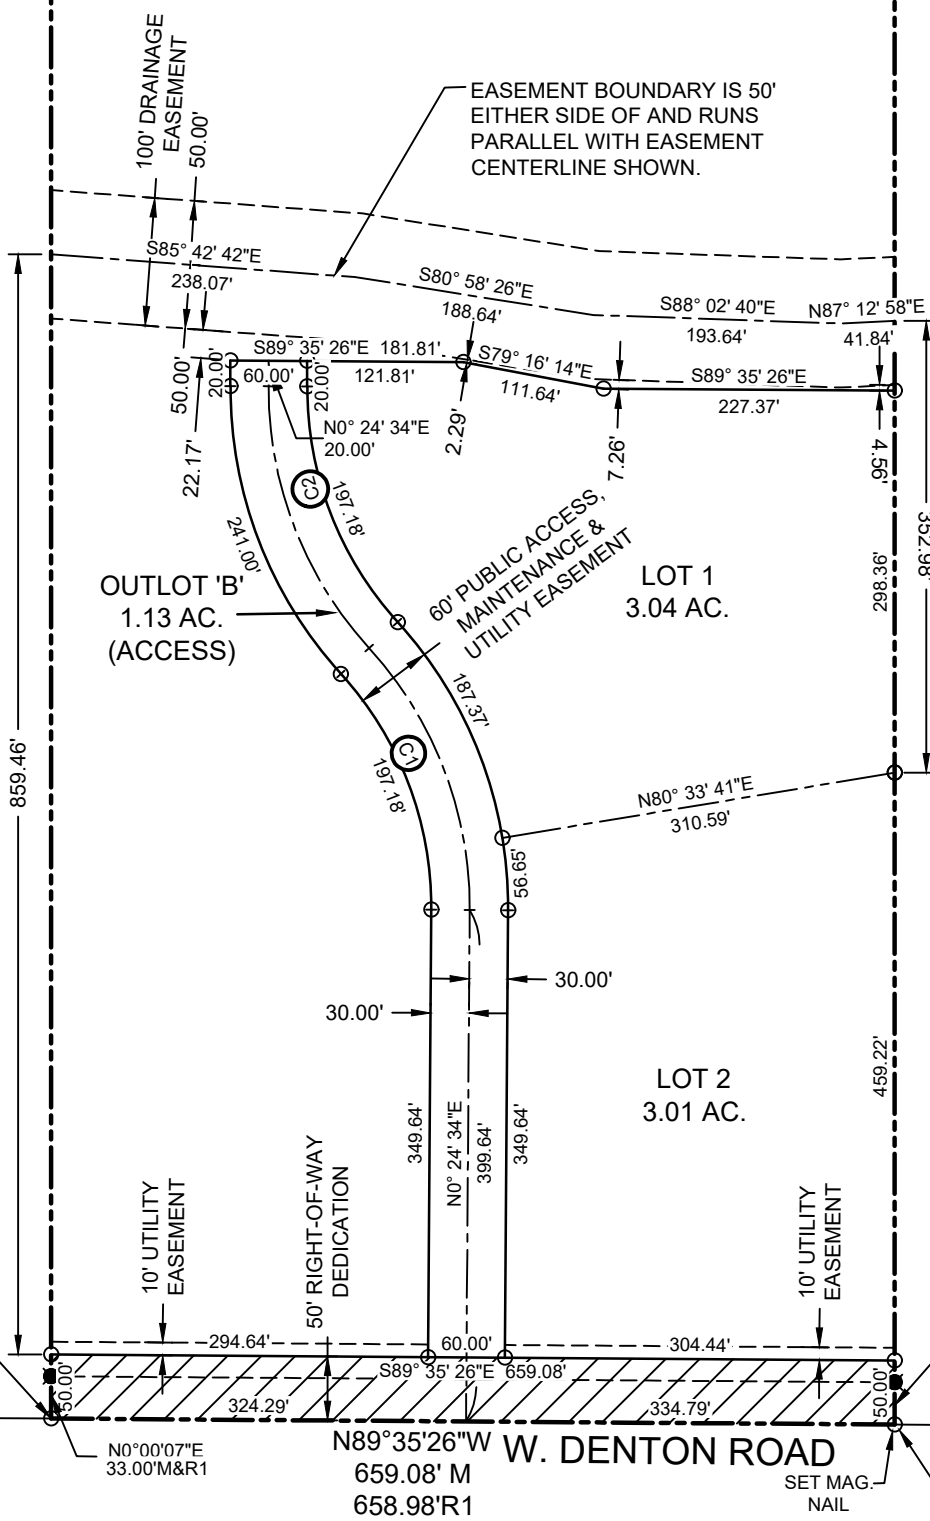 100' DRAINAGE
EASEMENT
50.00'
EASEMENT BOUNDARY IS 50'
EITHER SIDE OF AND RUNS
PARALLEL WITH EASEMENT
CENTERLINE SHOWN.
S85° 42' 42"E
238.07'
S80° 58' 26"E
188.64'
S88° 02' 40"E
193.64'
N87° 12' 58"E
41.84'
50.00'
20.00'
S89° 35' 26"E 181.81'
60.00'
20.00'
121.81'
S79° 16' 14"E
111.64'
S89° 35' 26"E
227.37'
N0° 24' 34"E
20.00'
22.17'
2.29'
7.26'
4.56'
352.98'
C2
197.18'
241.00'
60' PUBLIC ACCESS,
MAINTENANCE &
UTILITY EASEMENT
OUTLOT 'B'
1.13 AC.
(ACCESS)
LOT 1
3.04 AC.
298.36'
187.37'
C1
197.18'
859.46'
N80° 33' 41"E
310.59'
56.65'
30.00'
30.00'
LOT 2
3.01 AC.
459.22'
349.64'
N0° 24' 34"E
399.64'
349.64'
10' UTILITY
EASEMENT
50' RIGHT-OF-WAY
DEDICATION
10' UTILITY
EASEMENT
294.64'
60.00'
304.44'
S89° 35' 26"E 659.08'
50.00'
50.00'
324.29'
334.79'
N0°00'07"E
33.00'M&R1
N89°35'26"W
659.08' M
658.98'R1
W. DENTON ROAD
SET MAG.
NAIL